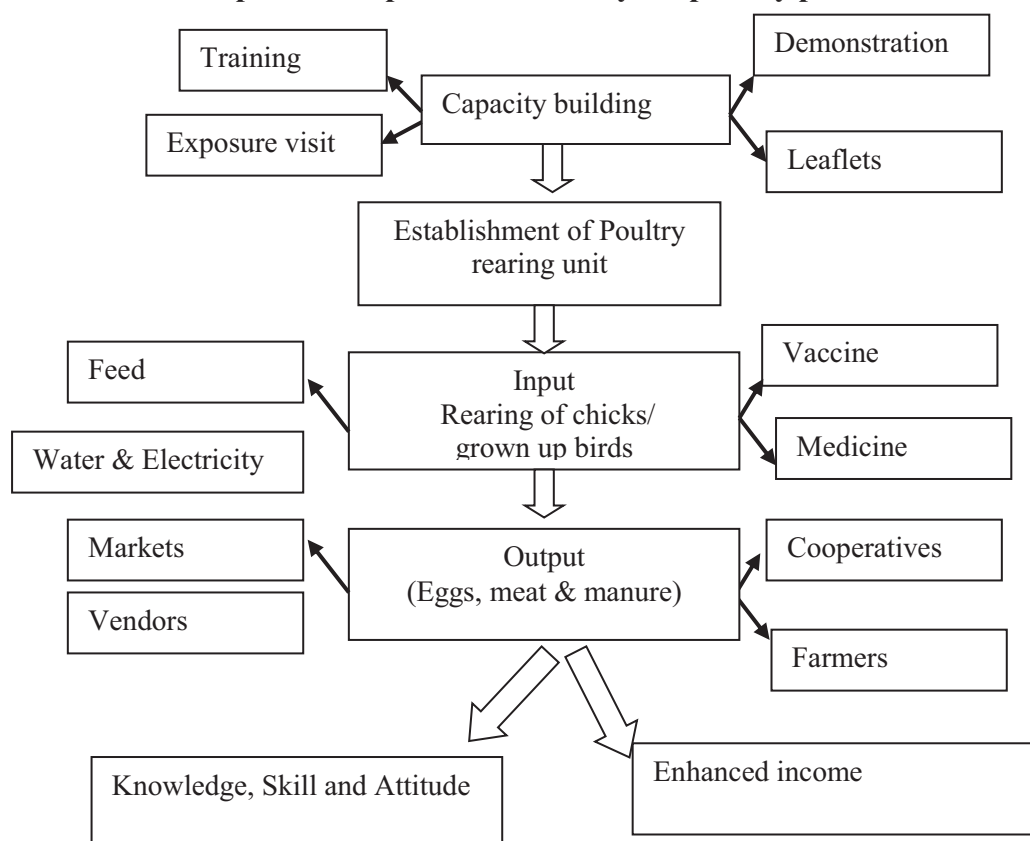 Training
Demonstration
Capacity building
Exposure visit
Leaflets
Establishment of Poultry
rearing unit
Feed
Vaccine
Input
Rearing of chicks/
grown up birds
Water & Electricity
Medicine
Markets
Cooperatives
Output
(Eggs, meat & manure)
Vendors
Farmers
Knowledge, Skill and Attitude
Enhanced income